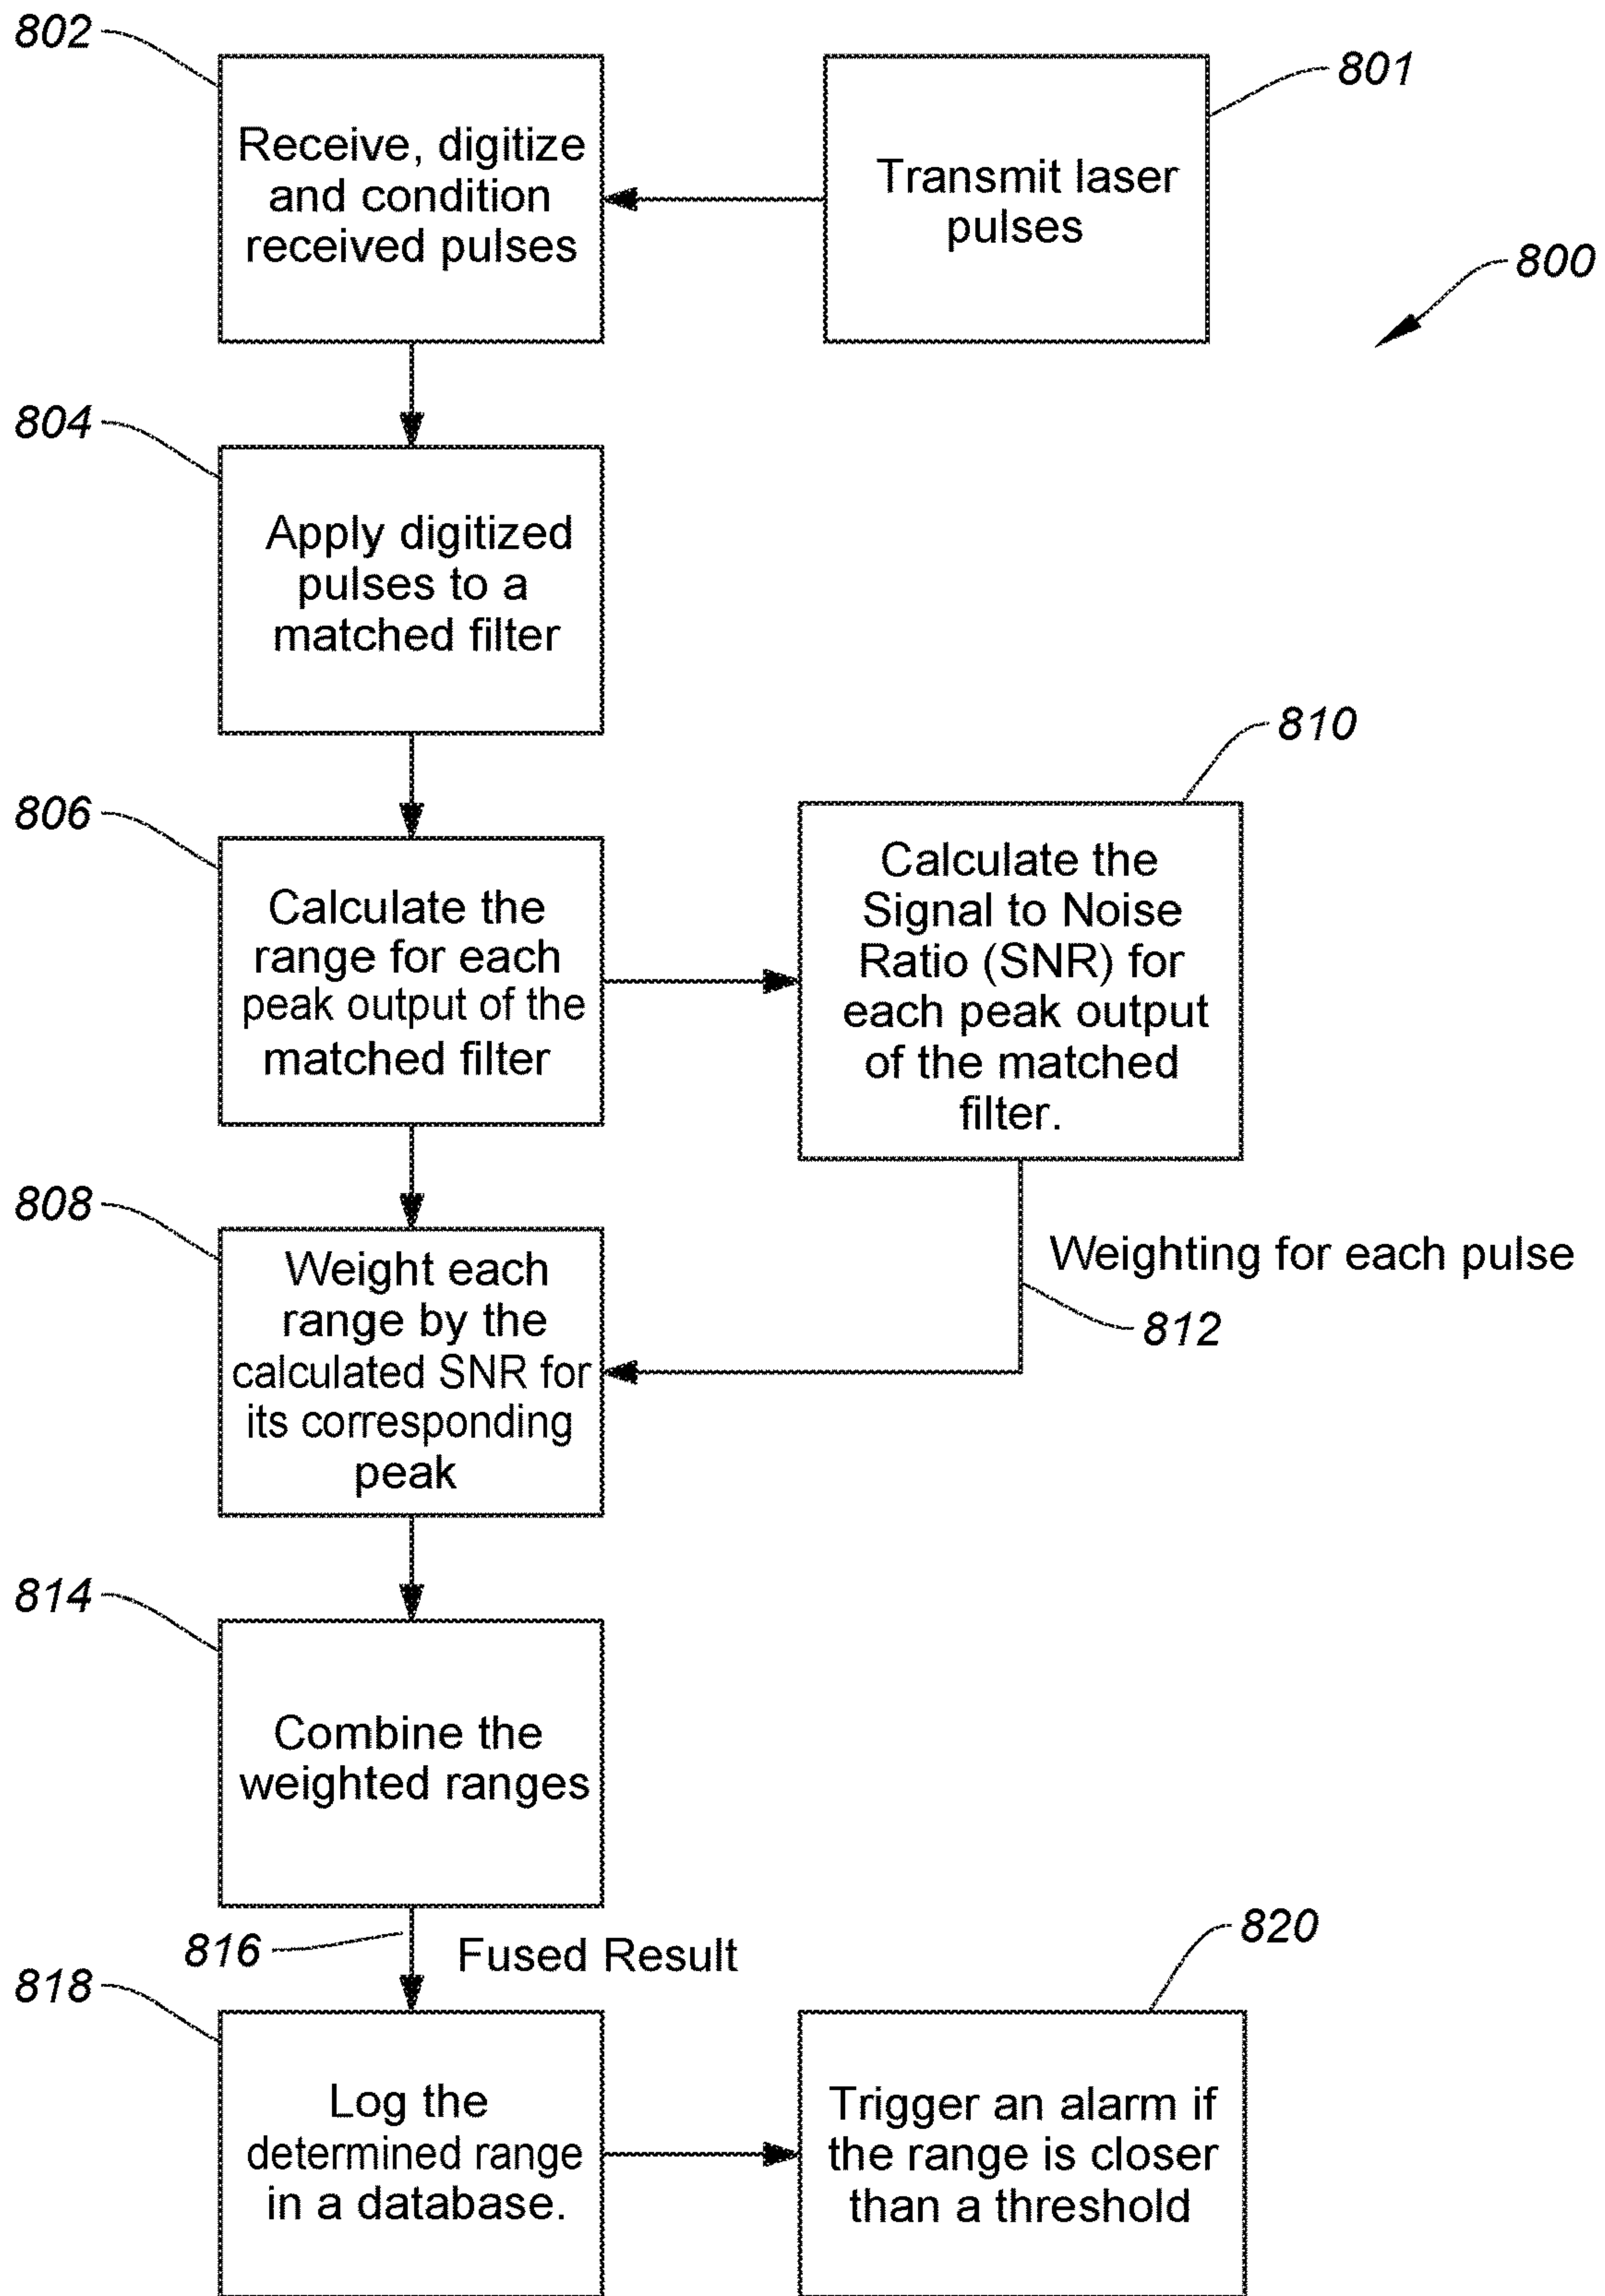 802
Receive, digitize
and condition
received pulses
801
Transmit laser
pulses
800
804
Apply digitized
pulses to a
matched filter
806
Calculate the
range for each
peak output of the
matched filter
810
Calculate the
Signal to Noise
Ratio (SNR) for
each peak output
of the matched
filter.
808
Weight each
range by the
calculated SNR for
its corresponding
peak
Weighting for each pulse
812
814
Combine the
weighted ranges
816
Fused Result
818
Log the
determined range
in a database.
820
Trigger an alarm if
the range is closer
than a threshold